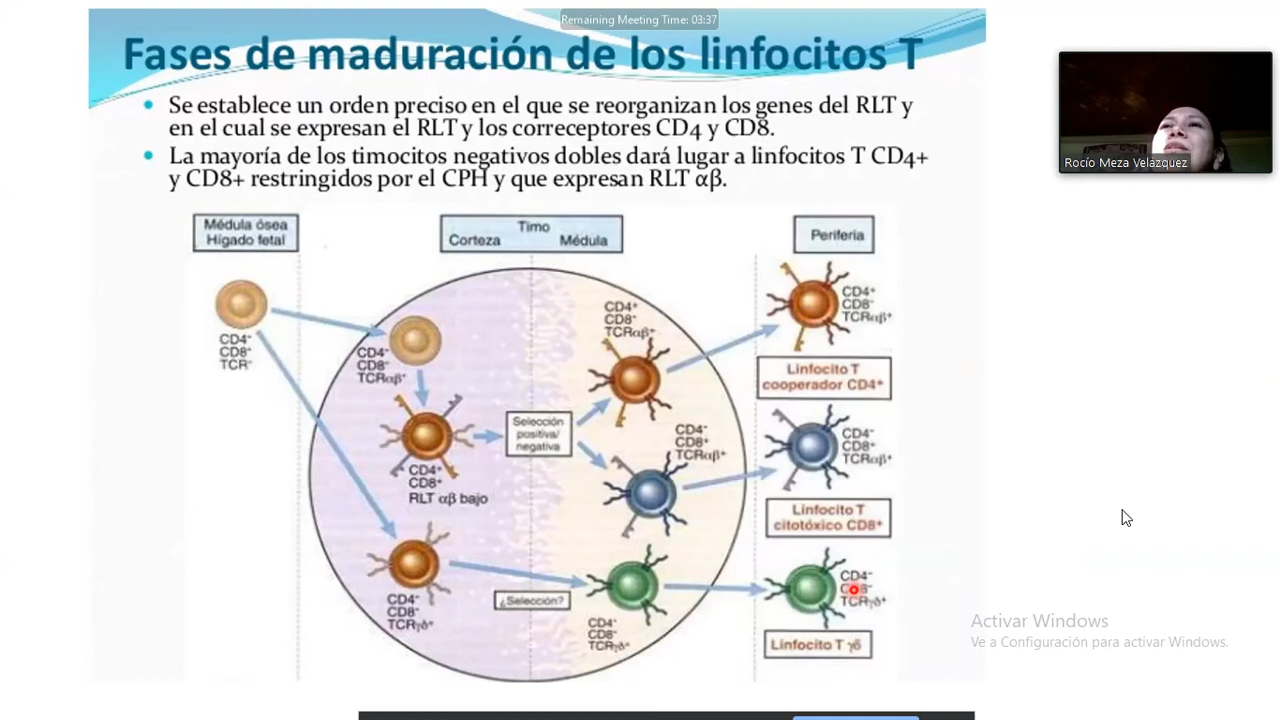 Remaining Meeting Time: 03:37
Fases de maduración de los linfocitos T
• Se establece un orden preciso en el que se reorganizan los genes del RLT y
en el cual se expresan el RLT y los correceptores CD4 y CD8.
• La mayoría de los timocitos negativos dobles dará lugar a linfocitos T CD4+
y CD8+ restringidos por el CPH y que expresan RLT αβ.
Rocío Meza Velazquez
Médula ósea
Hígado fetal
Timo
Corteza Médula
Periferia
CD4⁻
CD8⁻
TCR⁻
CD4⁻
CD8⁻
TCRαβ⁺
CD4⁺
CD8⁺
RLT αβ bajo
Selección
positiva/
negativa
CD4⁺
CD8⁻
TCRαβ⁺
CD4⁻
CD8⁺
TCRαβ⁺
CD4⁺
CD8⁻
TCRαβ⁺
Linfocito T
cooperador CD4⁺
CD4⁻
CD8⁺
TCRαβ⁺
Linfocito T
citotóxico CD8⁺
CD4⁻
CD8⁻
TCRγδ⁺
¿Selección?
CD4⁻
CD8⁻
TCRγδ⁺
CD4⁻
CD8⁻
TCRγδ⁺
Linfocito T γδ
Activar Windows
Ve a Configuración para activar Windows.